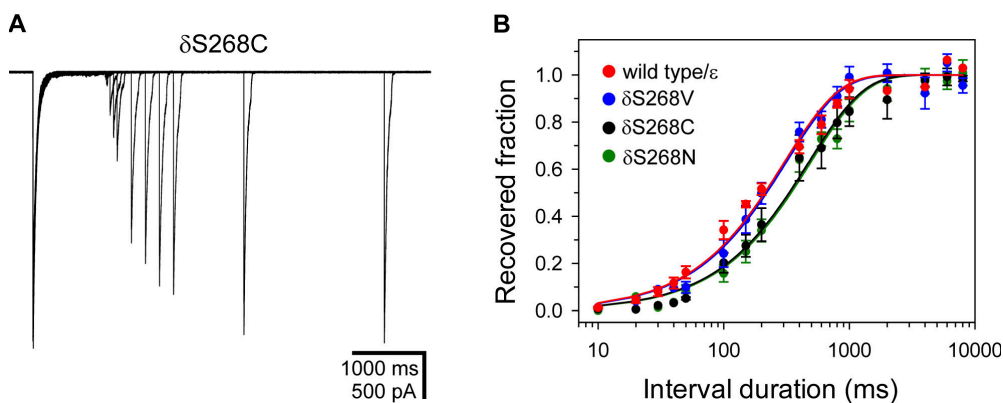 A
δS268C
1000 ms
500 pA
B
Recovered fraction
1.0
0.8
0.6
0.4
0.2
0.0
wild type/ε
δS268V
δS268C
δS268N
10
100
1000
10000
Interval duration (ms)